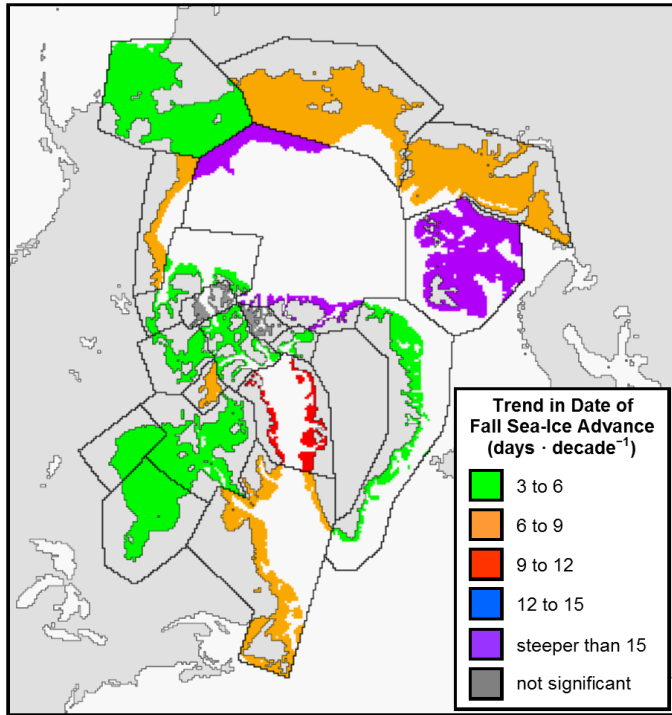 Trend in Date of
Fall Sea-Ice Advance
(days · decade⁻¹)
3 to 6
6 to 9
9 to 12
12 to 15
steeper than 15
not significant